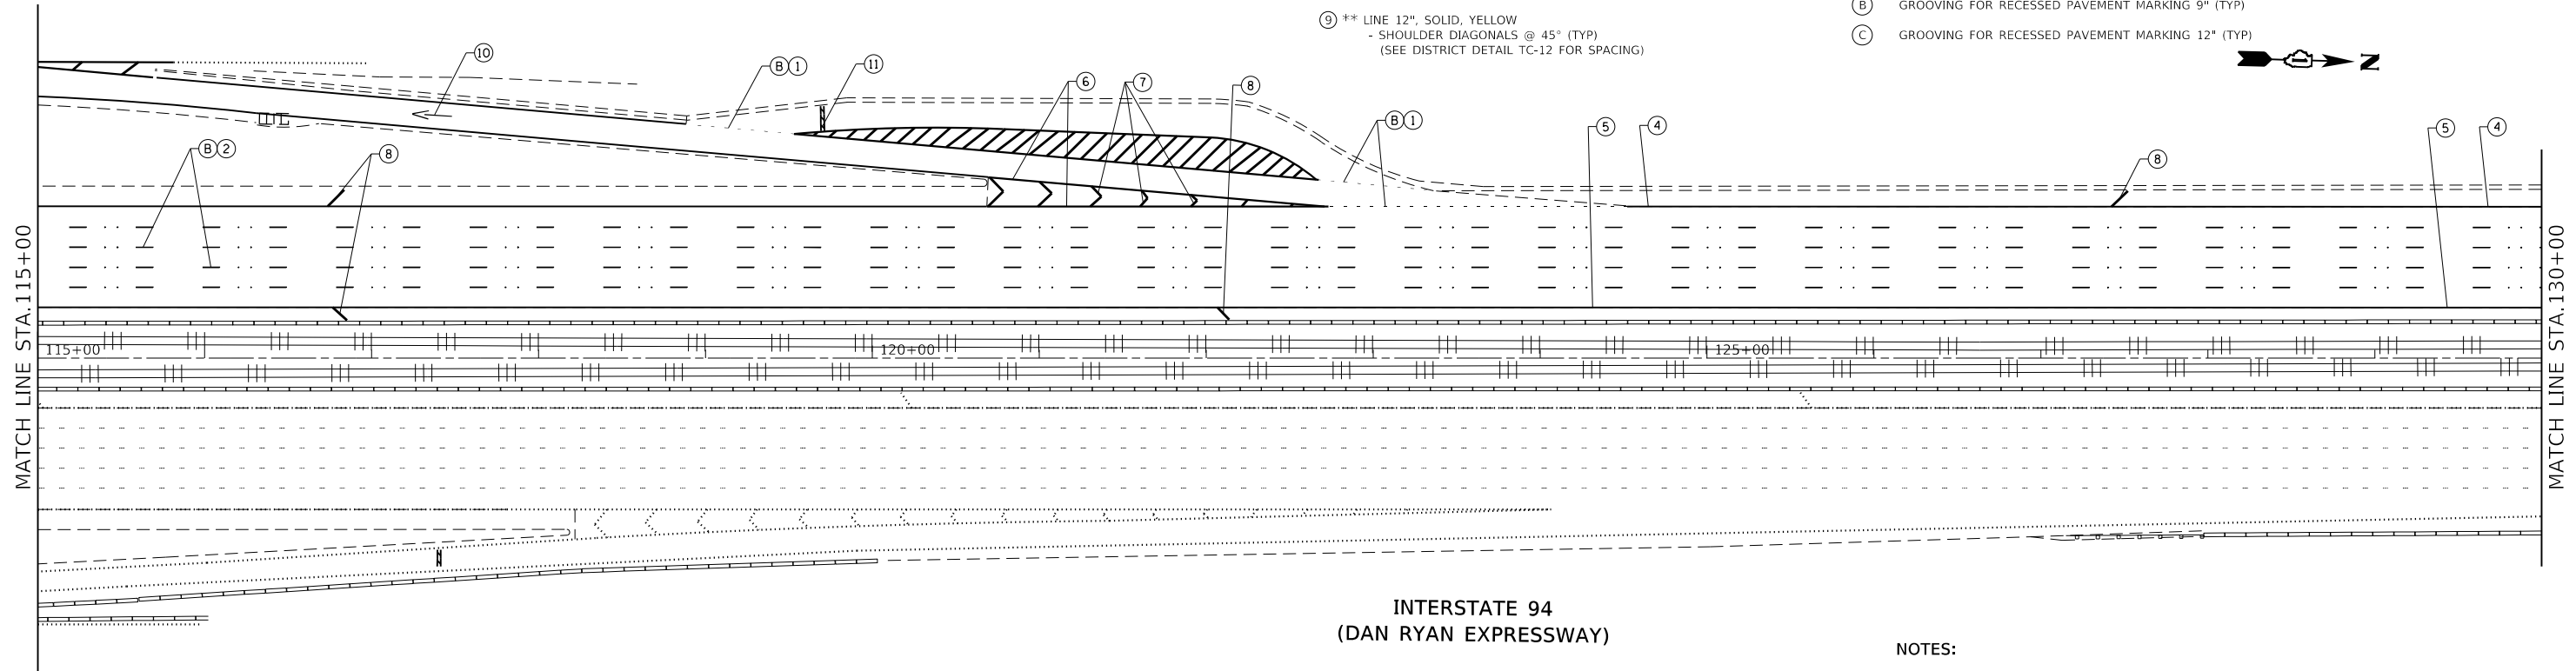 9 ** LINE 12", SOLID, YELLOW
- SHOULDER DIAGONALS @ 45° (TYP)
(SEE DISTRICT DETAIL TC-12 FOR SPACING)
B GROOVING FOR RECESSED PAVEMENT MARKING 9" (TYP)
C GROOVING FOR RECESSED PAVEMENT MARKING 12" (TYP)
N
10
B 1
11
6
7
8
B 1
5
4
8
5
4
B 2
8
MATCH LINE STA.115+00
MATCH LINE STA.130+00
115+00
120+00
125+00
INTERSTATE 94
(DAN RYAN EXPRESSWAY)
NOTES: